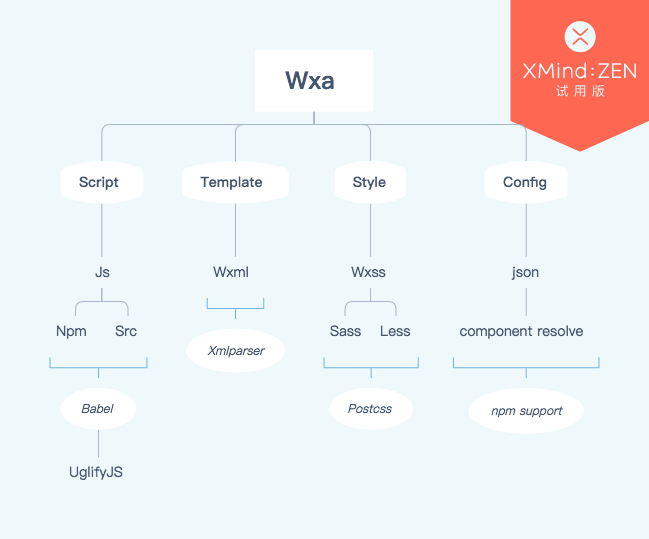 Wxa
XMind:ZEN
试用版
Script
Template
Style
Config
Js
Wxml
Wxss
json
Npm
Src
Sass
Less
component resolve
Xmlparser
Babel
Postcss
npm support
UglifyJS